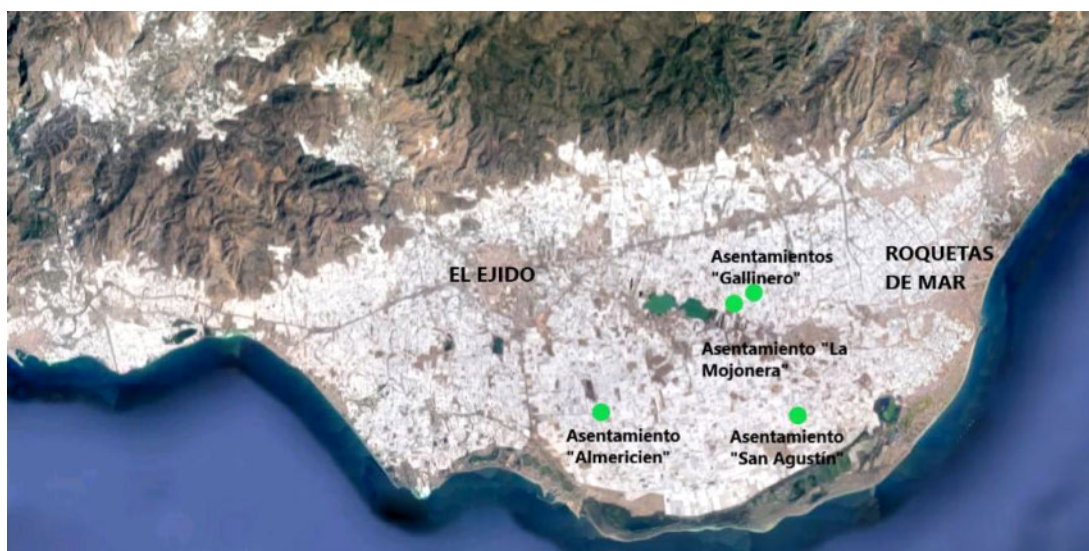 EL EJIDO
Asentamientos
"Gallinero"
ROQUETAS
DE MAR
Asentamiento "La
Mojonera"
Asentamiento
"Almericien"
Asentamiento
"San Agustín"